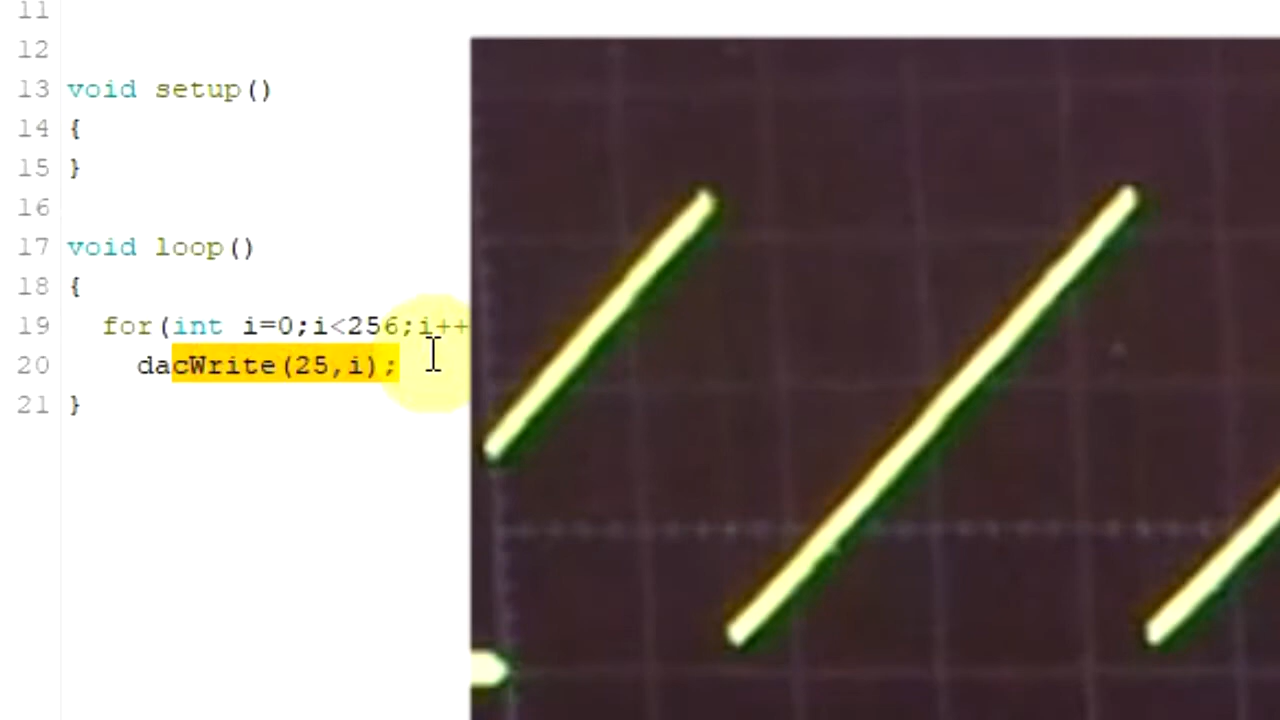 11
12
13 void setup()
14 {
15 }
16
17 void loop()
18 {
19   for(int i=0;i<256;i++
20     dacWrite(25,i);
21 }